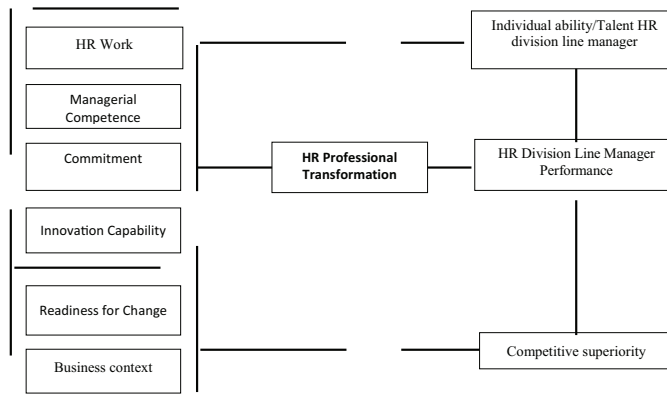 HR Work
Managerial
Competence
Commitment
Innovation Capability
Readiness for Change
Business context
HR Professional
Transformation
Individual ability/Talent HR
division line manager
HR Division Line Manager
Performance
Competitive superiority